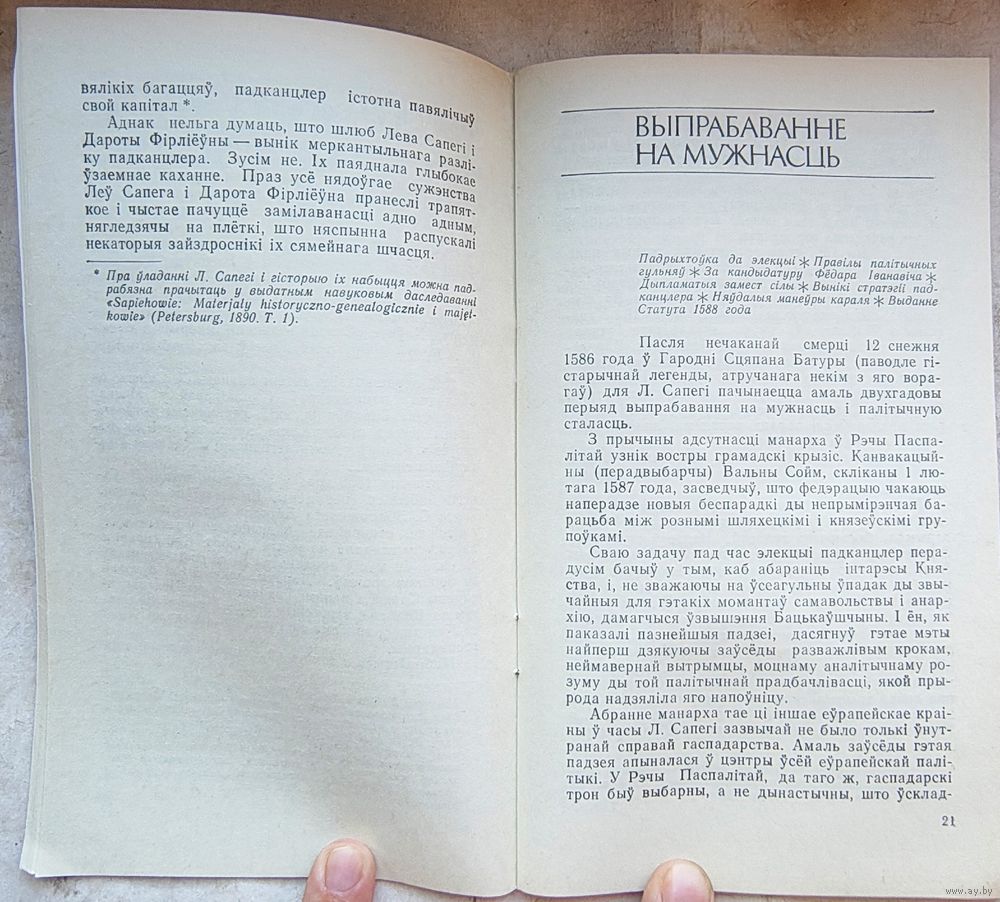 вялікіх багаццяў, падканцлер істотна павялічыў
свой капітал *.
Аднак нельга думаць, што шлюб Лева Сапегі і
Дароты Фірліёўны — вынік меркантыльнага разлі-
ку падканцлера. Зусім не. Іх паяднала глыбокае
ўзаемнае каханне. Праз усё нядоўгае сужэнства
Леў Сапега і Дарота Фірліёўна пранеслі трапят-
кое і чыстае пачуццё замілаванасці адно адным,
нягледзячы на плёткі, што няспынна распускалі
некаторыя зайздроснікі іх сямейнага шчасця.
* Пра ўладанні Л. Сапегі і гісторыю іх набыцця можна пад-
рабязна прачытаць у выдатным навуковым даследаванні
«Sapiehowie: Materjały historyczno-genealogicznie i mająt-
kowie» (Petersburg, 1890. Т. 1).
ВЫПРАБАВАННЕ
НА МУЖНАСЦЬ
Падрыхтоўка да элекцыі * Правілы палітычных
гульняў * За кандыдатуру Фёдара Іванавіча *
Дыпламатыя замест сілы * Вынікі стратэгіі пад-
канцлера * Няўдалыя манеўры караля * Выданне
Статута 1588 года
Пасля нечаканай смерці 12 снежня
1586 года ў Гародні Сцяпана Батуры (паводле гі-
старычнай легенды, атручанага некім з яго вора-
гаў) для Л. Сапегі пачынаецца амаль двухгадовы
перыяд выпрабавання на мужнасць і палітычную
сталасць.
З прычыны адсутнасці манарха ў Рэчы Паспа-
літай узнік востры грамадскі крызіс. Канвакацый-
ны (перадвыбарчы) Вальны Сойм, скліканы 1 лю-
тага 1587 года, засведчыў, што федэрацыю чакаюць
наперадзе новыя беспарадкі ды непрымірэнчая ба-
рацьба між рознымі шляхецкімі і князеўскімі гру-
поўкамі.
Сваю задачу пад час элекцыі падканцлер пера-
дусім бачыў у тым, каб абараніць інтарэсы Кня-
ства, і, не зважаючы на ўсеагульны ўпадак ды звы-
чайныя для гэтакіх момантаў самавольствы і анар-
хію, дамагчыся ўзвышэння Бацькаўшчыны. І ён, як
паказалі пазнейшыя падзеі, дасягнуў гэтае мэты
найперш дзякуючы заўсёды разважлівым крокам,
неймавернай вытрымцы, моцнаму аналітычнаму ро-
зуму ды той палітычнай прадбачлівасці, якой пры-
рода надзяліла яго напоўніцу.
Абранне манарха тае ці іншае еўрапейскае краі-
ны ў часы Л. Сапегі зазвычай не было толькі ўнут-
ранай справай гаспадарства. Амаль заўсёды гэтая
падзея апыналася ў цэнтры ўсёй еўрапейскай палі-
тыкі. У Рэчы Паспалітай, да таго ж, гаспадарскі
трон быў выбарны, а не дынастычны, што ўсклад-
21
www.ay.by